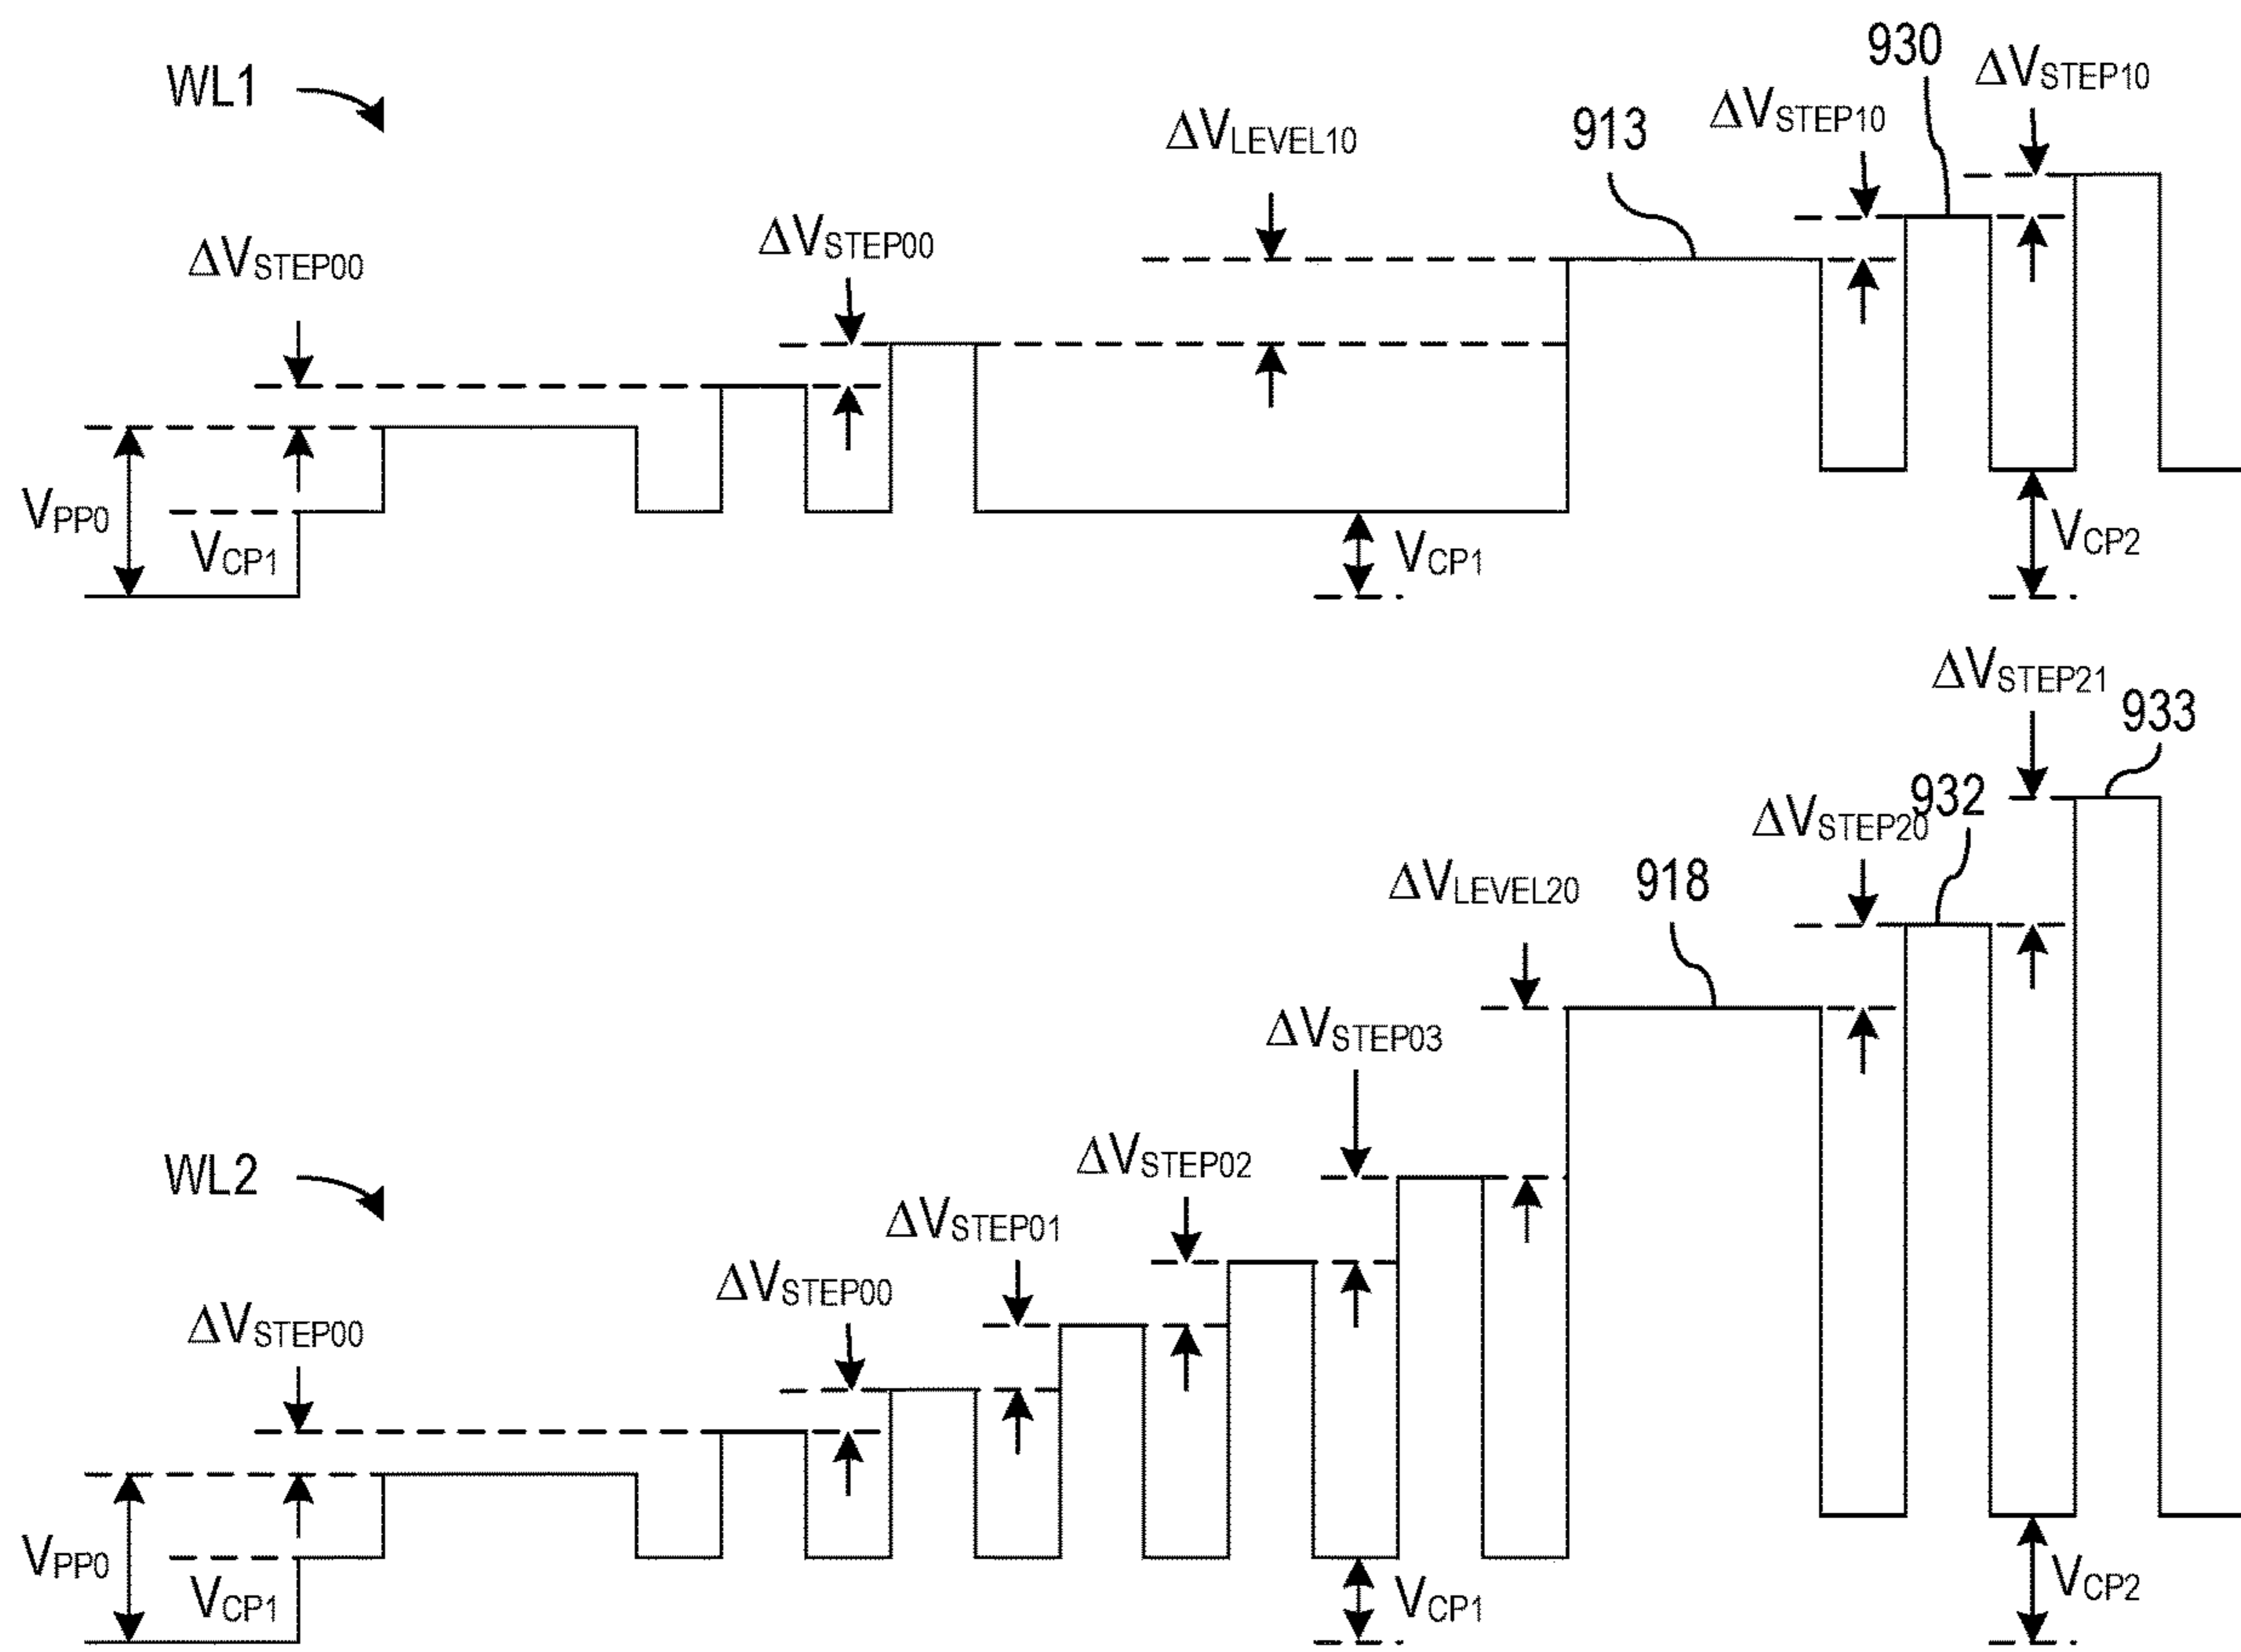 930
ΔVSTEP10
WL1
ΔVSTEP10
913
ΔVLEVEL10
ΔVSTEP00
ΔVSTEP00
VPP0
VCP1
VCP1
VCP2
ΔVSTEP21
933
932
ΔVSTEP20
ΔVLEVEL20
918
ΔVSTEP03
WL2
ΔVSTEP02
ΔVSTEP01
ΔVSTEP00
ΔVSTEP00
VPP0
VCP1
VCP1
VCP2